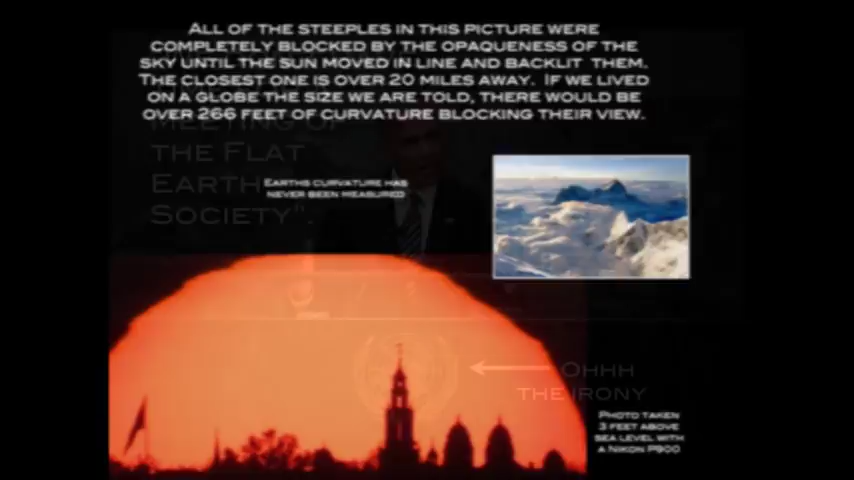 ALL OF THE STEEPLES IN THIS PICTURE WERE
COMPLETELY BLOCKED BY THE OPAQUENESS OF THE
SKY UNTIL THE SUN MOVED IN LINE AND BACKLIT THEM.
THE CLOSEST ONE IS OVER 20 MILES AWAY. IF WE LIVED
ON A GLOBE THE SIZE WE ARE TOLD, THERE WOULD BE
OVER 266 FEET OF CURVATURE BLOCKING THEIR VIEW.
MEETING OF
THE FLAT
EARTH
SOCIETY".
EARTHS CURVATURE HAS
NEVER BEEN MEASURED
OHHH
THE IRONY
PHOTO TAKEN
3 FEET ABOVE
SEA LEVEL WITH
A NIKON P900